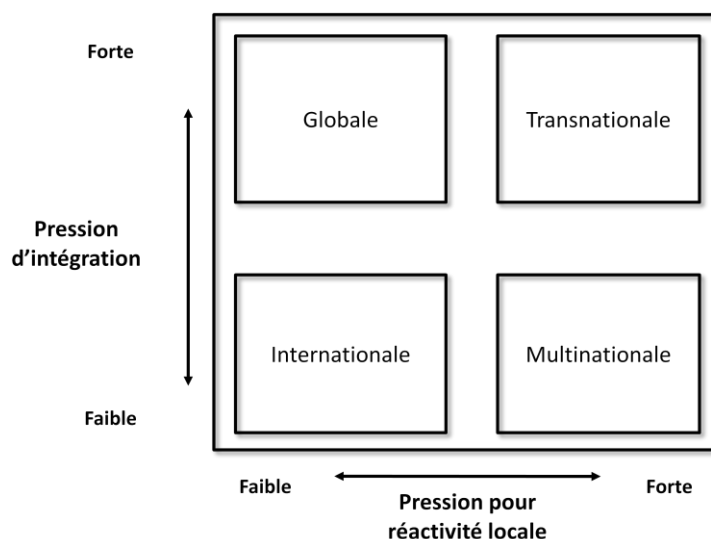 Forte
Globale
Transnationale
Pression
d’intégration
Internationale
Multinationale
Faible
Faible
Forte
Pression pour
réactivité locale